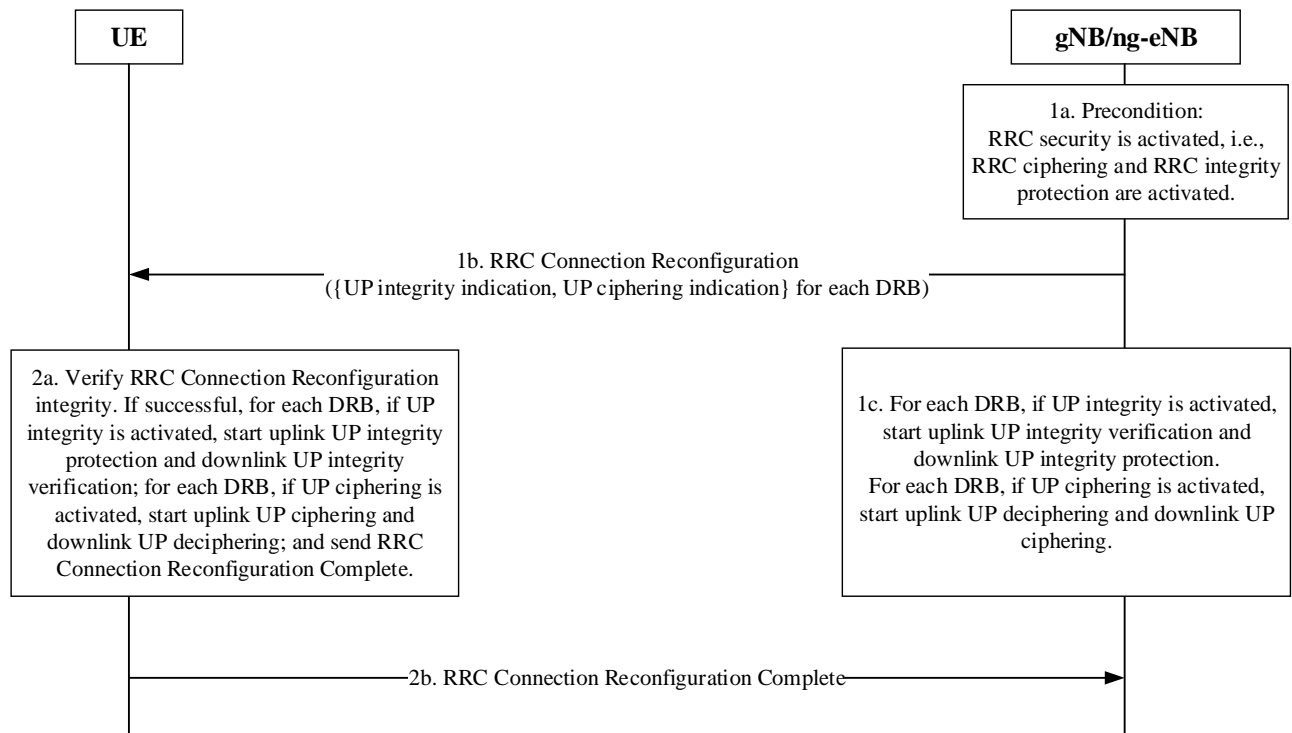 UE
gNB/ng-eNB
1a. Precondition:
RRC security is activated, i.e.,
RRC ciphering and RRC integrity
protection are activated.
1b. RRC Connection Reconfiguration
({UP integrity indication, UP ciphering indication} for each DRB)
2a. Verify RRC Connection Reconfiguration
integrity. If successful, for each DRB, if UP
integrity is activated, start uplink UP integrity
protection and downlink UP integrity
verification; for each DRB, if UP ciphering is
activated, start uplink UP ciphering and
downlink UP deciphering; and send RRC
Connection Reconfiguration Complete.
1c. For each DRB, if UP integrity is activated,
start uplink UP integrity verification and
downlink UP integrity protection.
For each DRB, if UP ciphering is activated,
start uplink UP deciphering and downlink UP
ciphering.
2b. RRC Connection Reconfiguration Complete